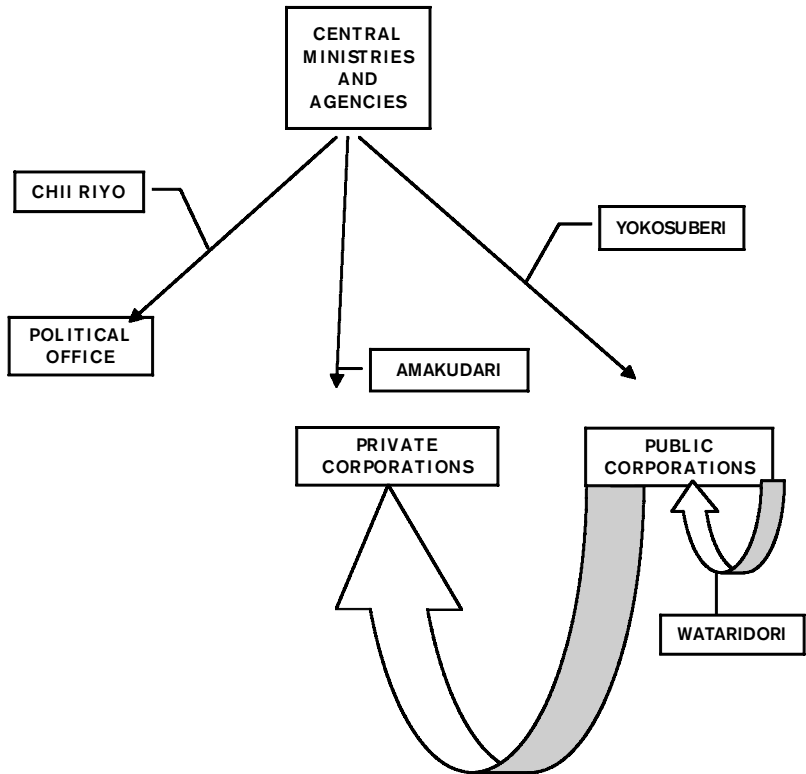 CENTRAL
MINISTRIES
AND
AGENCIES
CHII RIYO
YOKOSUBERI
POLITICAL
OFFICE
AMAKUDARI
PRIVATE
CORPORATIONS
PUBLIC
CORPORATIONS
WATARIDORI